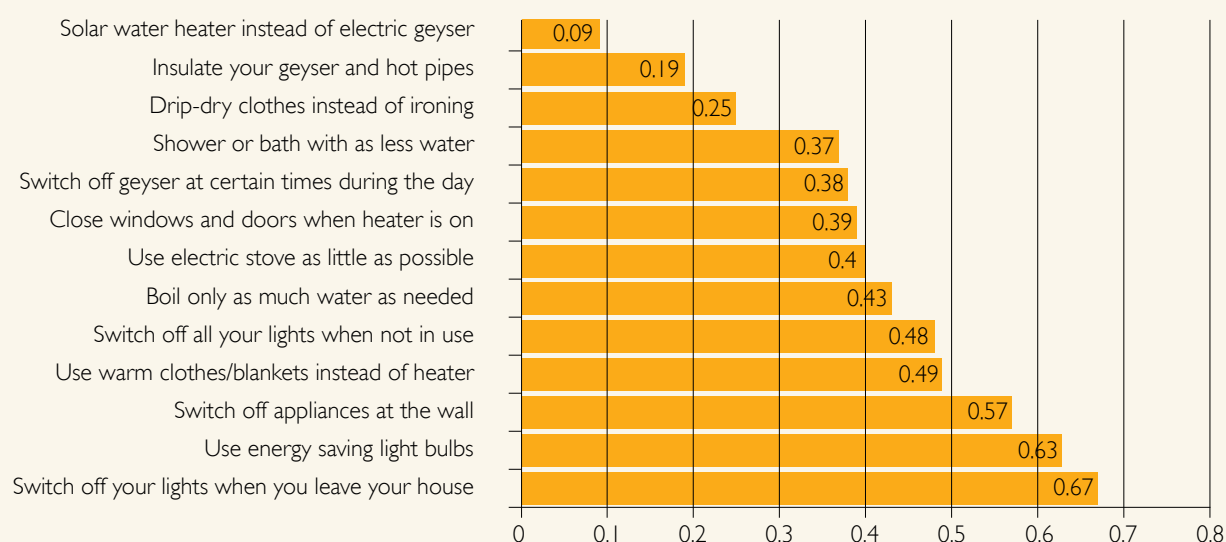 Solar water heater instead of electric geyser 0.09
Insulate your geyser and hot pipes 0.19
Drip-dry clothes instead of ironing 0.25
Shower or bath with as less water 0.37
Switch off geyser at certain times during the day 0.38
Close windows and doors when heater is on 0.39
Use electric stove as little as possible 0.4
Boil only as much water as needed 0.43
Switch off all your lights when not in use 0.48
Use warm clothes/blankets instead of heater 0.49
Switch off appliances at the wall 0.57
Use energy saving light bulbs 0.63
Switch off your lights when you leave your house 0.67
0 0.1 0.2 0.3 0.4 0.5 0.6 0.7 0.8